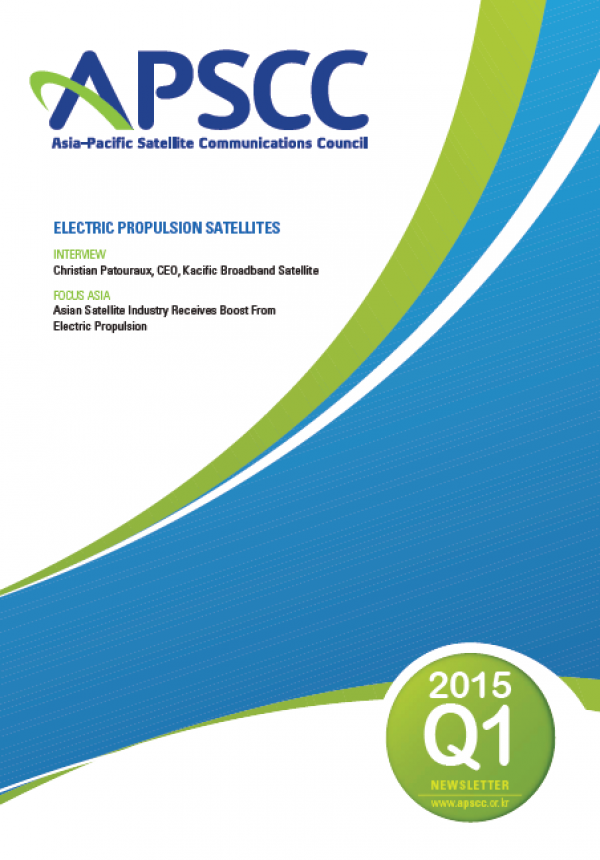 APSCC
Asia-Pacific Satellite Communications Council
ELECTRIC PROPULSION SATELLITES
INTERVIEW
Christian Patouraux, CEO, Kacific Broadband Satellite
FOCUS ASIA
Asian Satellite Industry Receives Boost From
Electric Propulsion
2015
Q1
NEWSLETTER
www.apscc.or.kr